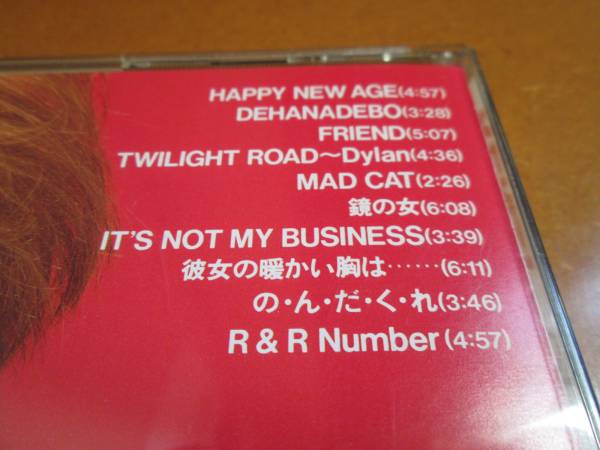 HAPPY NEW AGE(4:57)
DEHANADEBO(3:28)
FRIEND(5:07)
TWILIGHT ROAD〜Dylan(4:36)
MAD CAT(2:26)
鏡の女(6:08)
IT'S NOT MY BUSINESS(3:39)
彼女の暖かい胸は……(6:11)
の・ん・だ・く・れ(3:46)
R & R Number(4:57)